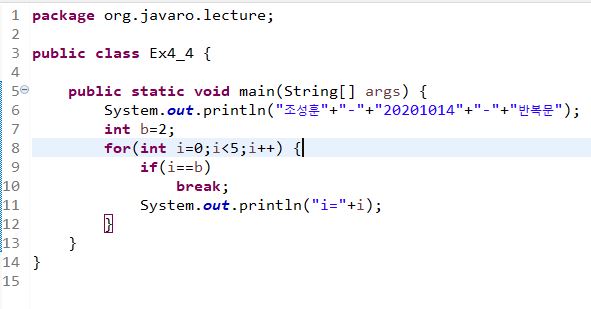 1 package org.javaro.lecture;
2
3 public class Ex4_4 {
4
5 public static void main(String[] args) {
6 System.out.println("조성훈"+"-"+"20201014"+"-"+"반복문");
7 int b=2;
8 for(int i=0;i<5;i++) {
9 if(i==b)
10 break;
11 System.out.println("i="+i);
12 }
13 }
14 }
15